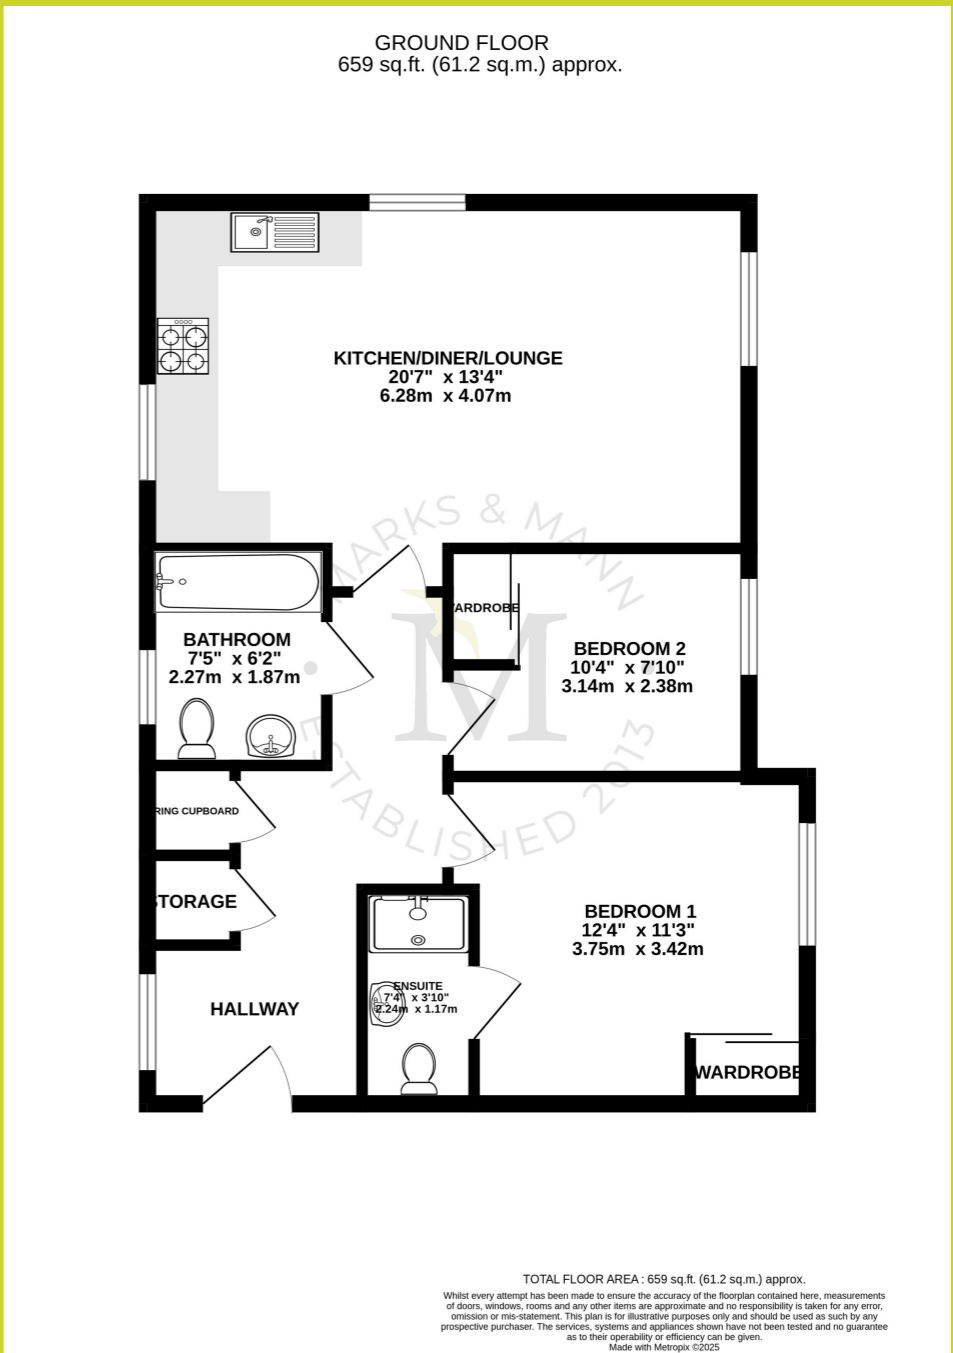 GROUND FLOOR
659 sq.ft. (61.2 sq.m.) approx.
KITCHEN/DINER/LOUNGE
20'7" x 13'4"
6.28m x 4.07m
MARKS & MANN
M
ESTABLISHED 2013
WARDROBE
BATHROOM
7'5" x 6'2"
2.27m x 1.87m
BEDROOM 2
10'4" x 7'10"
3.14m x 2.38m
RING CUPBOARD
STORAGE
BEDROOM 1
12'4" x 11'3"
3.75m x 3.42m
ENSUITE
7'4" x 3'10"
2.24m x 1.17m
HALLWAY
WARDROBE
TOTAL FLOOR AREA : 659 sq.ft. (61.2 sq.m.) approx.
Whilst every attempt has been made to ensure the accuracy of the floorplan contained here, measurements
of doors, windows, rooms and any other items are approximate and no responsibility is taken for any error,
omission or mis-statement. This plan is for illustrative purposes only and should be used as such by any
prospective purchaser. The services, systems and appliances shown have not been tested and no guarantee
as to their operability or efficiency can be given.
Made with Metropix ©2025